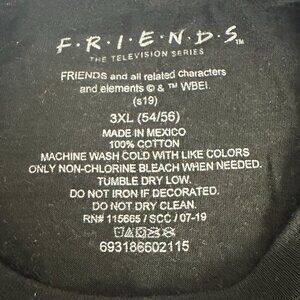 F·R·I·E·N·D·S™
THE TELEVISION SERIES
FRIENDS and all related characters
and elements © & ™ WBEI.
(s19)
3XL (54/56)
MADE IN MEXICO
100% COTTON
MACHINE WASH COLD WITH LIKE COLORS
ONLY NON-CHLORINE BLEACH WHEN NEEDED.
TUMBLE DRY LOW.
DO NOT IRON IF DECORATED.
DO NOT DRY CLEAN.
RN# 115665 / SCC / 07-19
693186602115